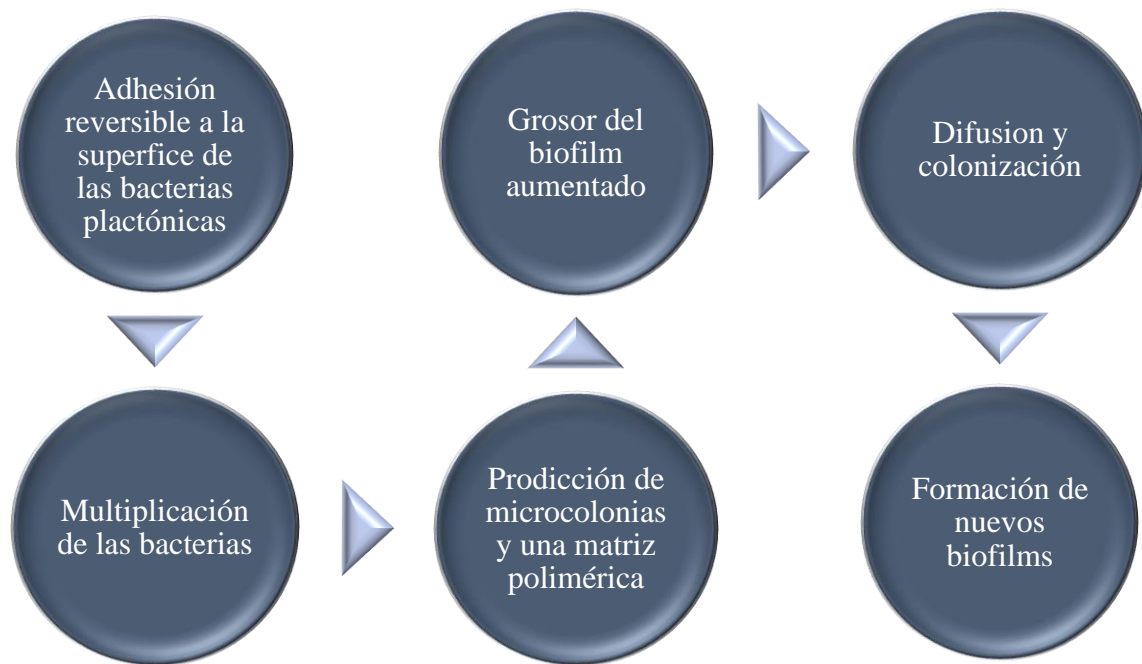 Adhesión
reversible a la
superfice de
las bacterias
plactónicas
Multiplicación
de las bacterias
Prodicción de
microcolonias
y una matriz
polimérica
Grosor del
biofilm
aumentado
Difusion y
colonización
Formación de
nuevos
biofilms